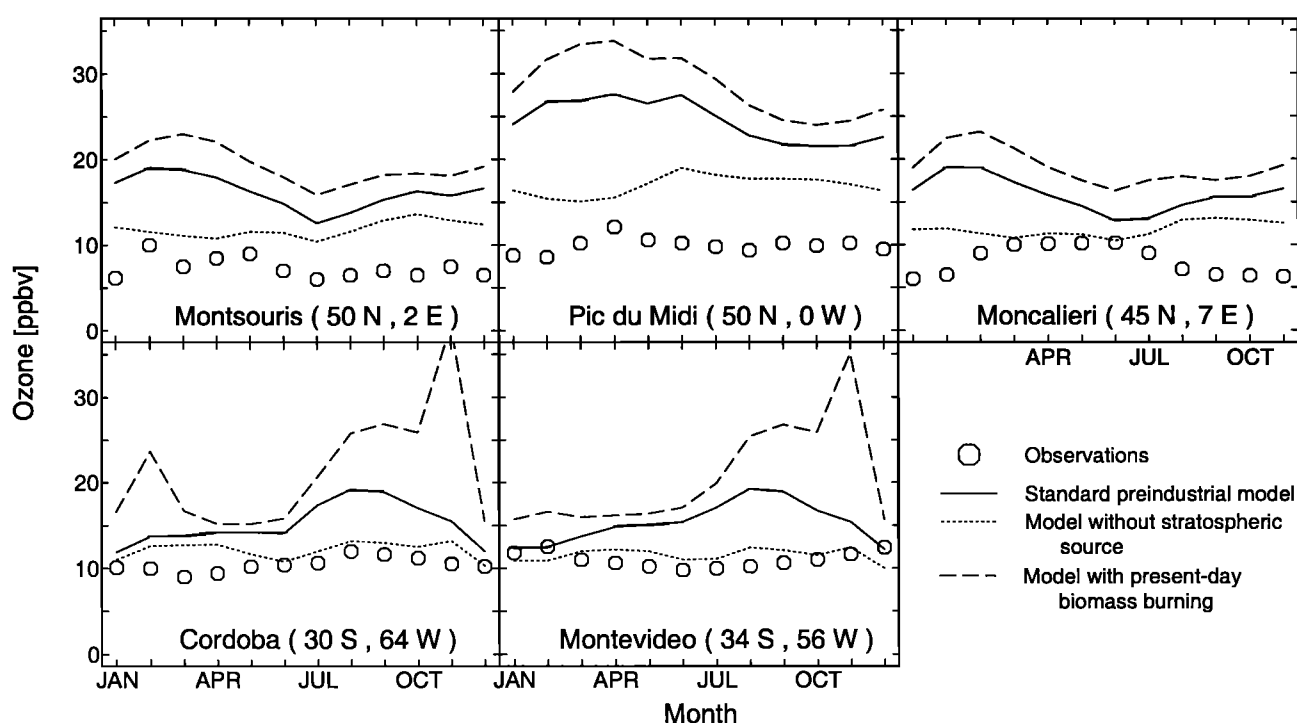 Ozone [ppbv]
30
20
10
0
Montsouris ( 50 N , 2 E )
Pic du Midi ( 50 N , 0 W )
Moncalieri ( 45 N , 7 E )
APR JUL OCT
30
20
10
0
Cordoba ( 30 S , 64 W )
Montevideo ( 34 S , 56 W )
JAN APR JUL OCT
JAN APR JUL OCT
Month
Observations
Standard preindustrial model
Model without stratospheric
source
Model with present-day
biomass burning